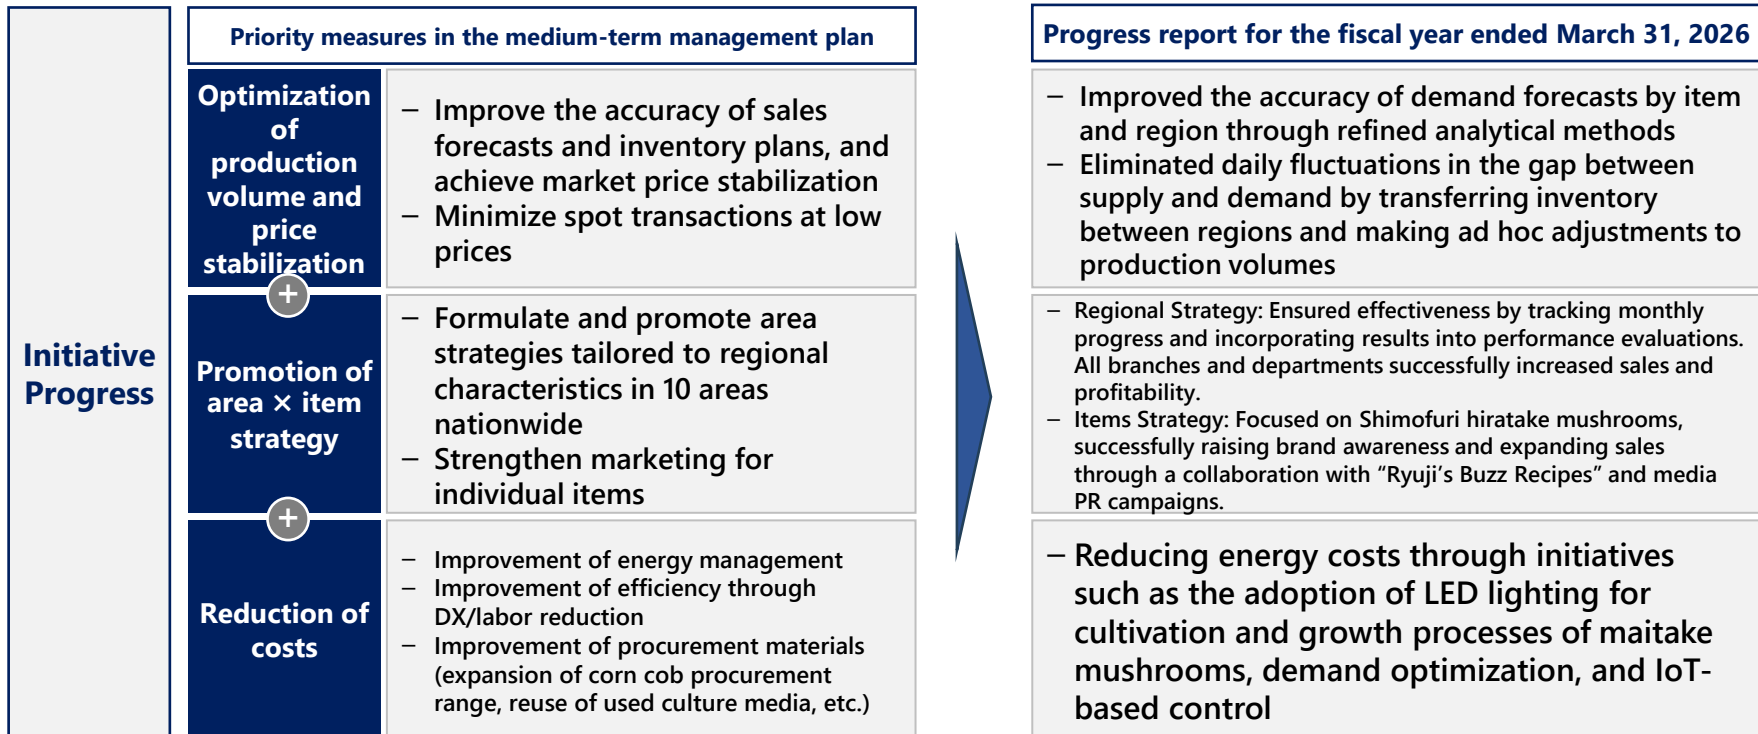 Initiative
Progress
Priority measures in the medium-term management plan
Progress report for the fiscal year ended March 31, 2026
Optimization
of
production
volume and
price
stabilization
– Improve the accuracy of sales
forecasts and inventory plans, and
achieve market price stabilization
– Minimize spot transactions at low
prices
– Improved the accuracy of demand forecasts by item
and region through refined analytical methods
– Eliminated daily fluctuations in the gap between
supply and demand by transferring inventory
between regions and making ad hoc adjustments to
production volumes
+
Promotion of
area × item
strategy
– Formulate and promote area
strategies tailored to regional
characteristics in 10 areas
nationwide
– Strengthen marketing for
individual items
– Regional Strategy: Ensured effectiveness by tracking monthly
progress and incorporating results into performance evaluations.
All branches and departments successfully increased sales and
profitability.
– Items Strategy: Focused on Shimofuri hiratake mushrooms,
successfully raising brand awareness and expanding sales
through a collaboration with “Ryuji’s Buzz Recipes” and media
PR campaigns.
+
Reduction of
costs
– Improvement of energy management
– Improvement of efficiency through
DX/labor reduction
– Improvement of procurement materials
(expansion of corn cob procurement
range, reuse of used culture media, etc.)
– Reducing energy costs through initiatives
such as the adoption of LED lighting for
cultivation and growth processes of maitake
mushrooms, demand optimization, and IoT-
based control